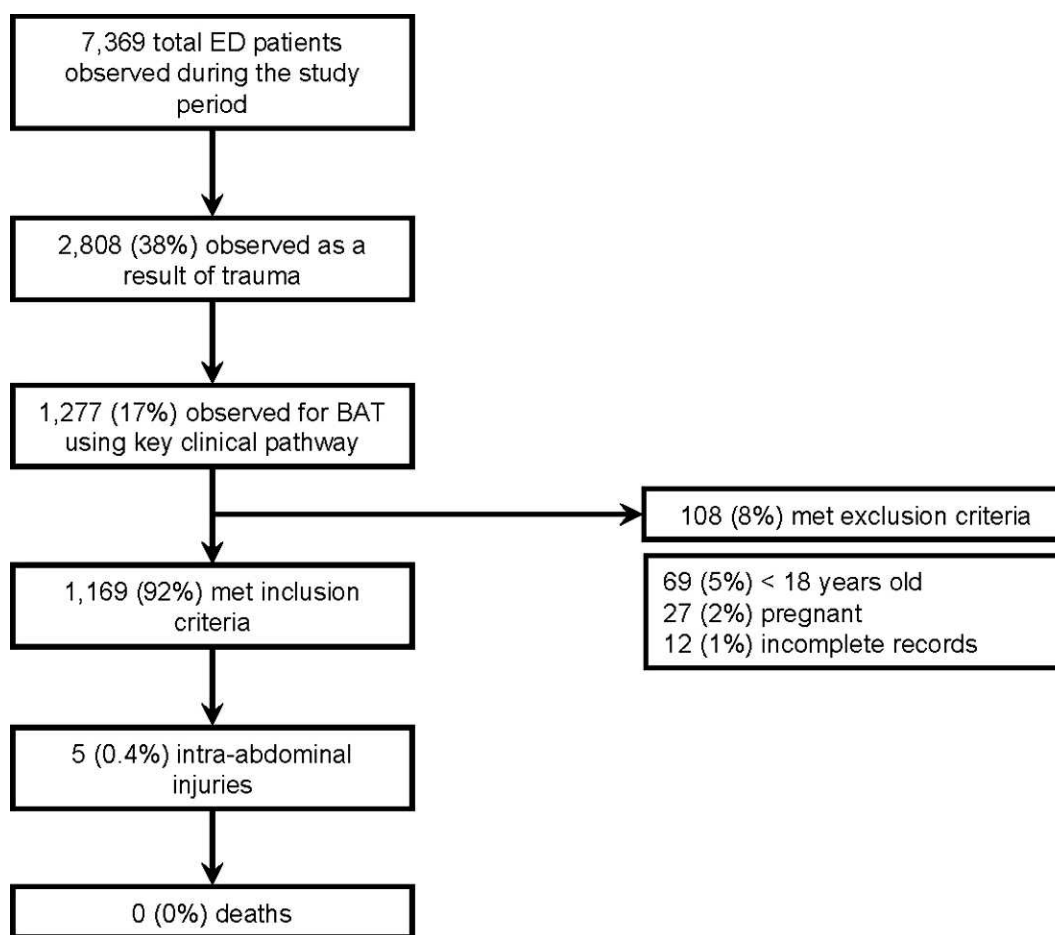 7,369 total ED patients
observed during the study
period
2,808 (38%) observed as a
result of trauma
1,277 (17%) observed for BAT
using key clinical pathway
108 (8%) met exclusion criteria
69 (5%) < 18 years old
27 (2%) pregnant
12 (1%) incomplete records
1,169 (92%) met inclusion
criteria
5 (0.4%) intra-abdominal
injuries
0 (0%) deaths